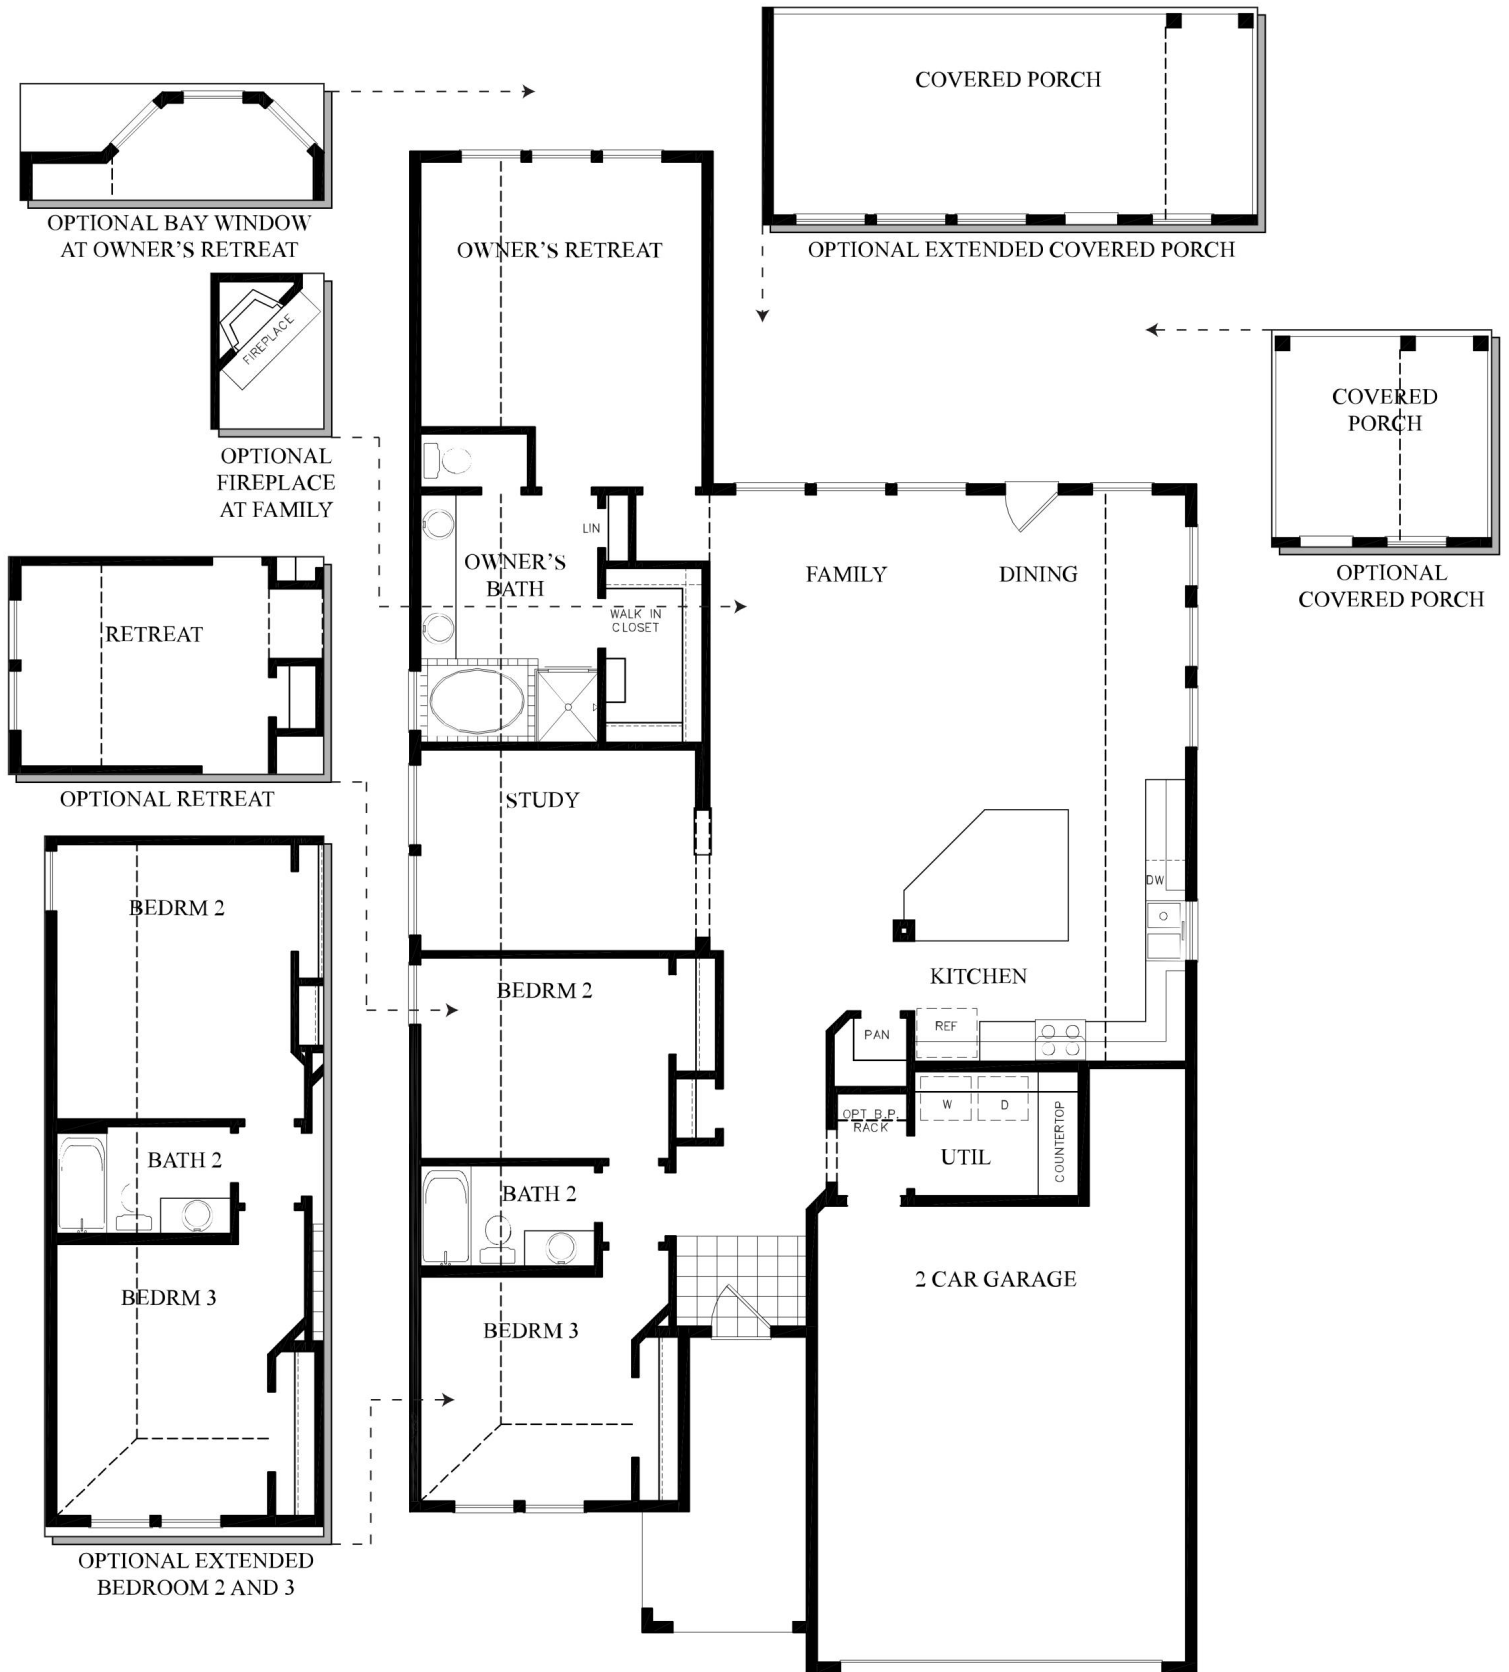 COVERED PORCH
OPTIONAL EXTENDED COVERED PORCH
OPTIONAL BAY WINDOW
AT OWNER'S RETREAT
OWNER'S RETREAT
FIREPLACE
OPTIONAL
FIREPLACE
AT FAMILY
COVERED
PORCH
OPTIONAL
COVERED PORCH
LIN
OWNER'S
BATH
WALK IN
CLOSET
FAMILY
DINING
RETREAT
OPTIONAL RETREAT
STUDY
DW
KITCHEN
BEDRM 2
PAN
REF
OPT B.P.
RACK
W
D
COUNTERTOP
UTIL
BATH 2
2 CAR GARAGE
BEDRM 3
BEDRM 2
BATH 2
BEDRM 3
OPTIONAL EXTENDED
BEDROOM 2 AND 3